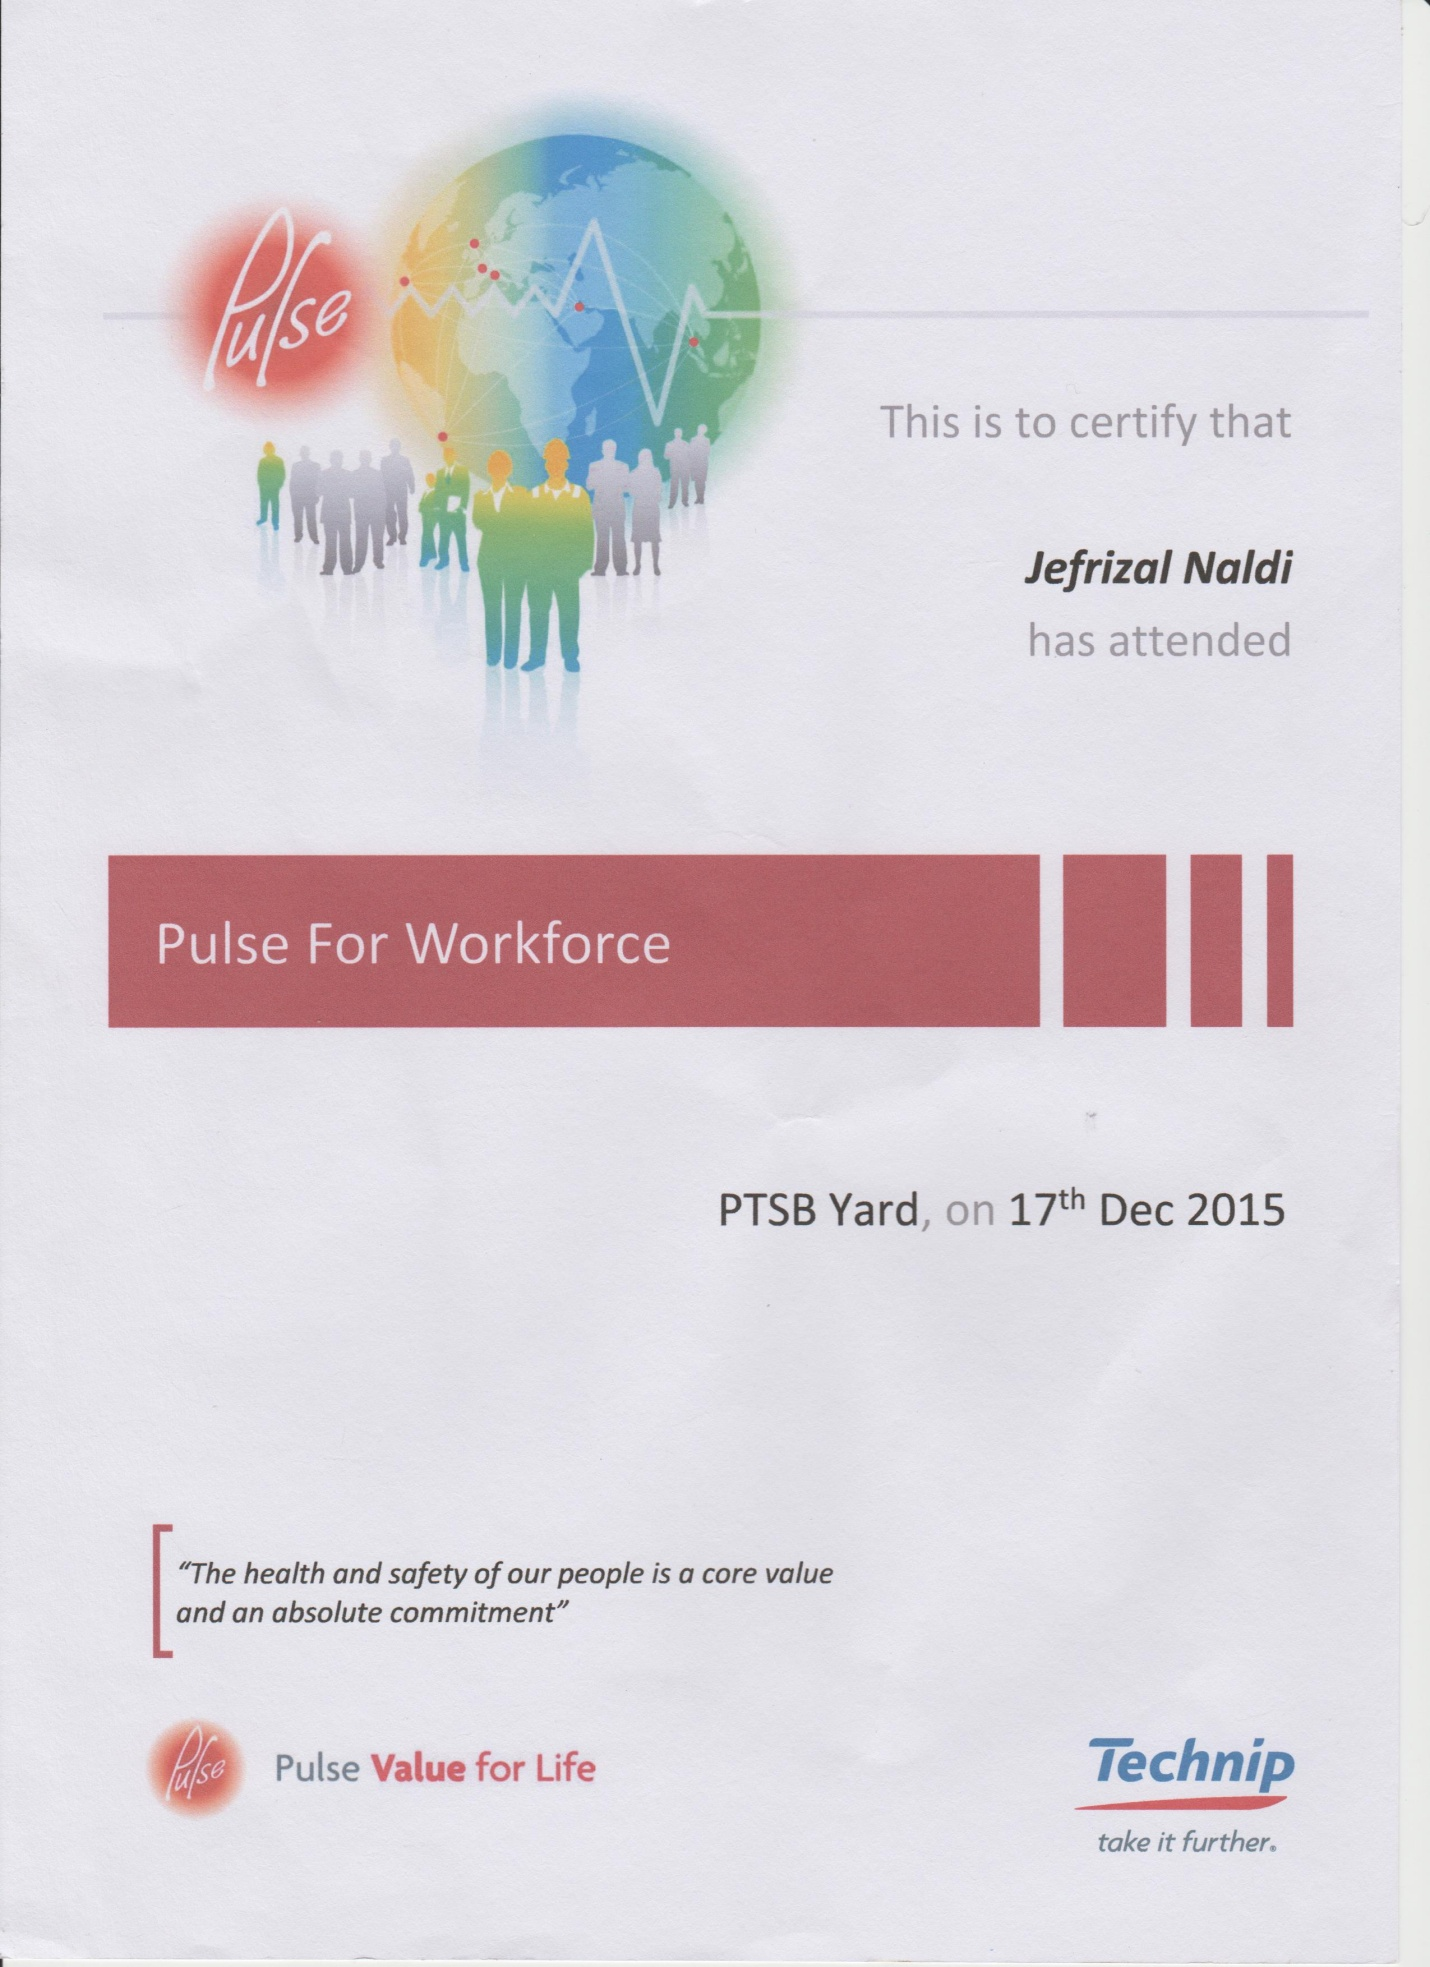 Pulse
This is to certify that
Jefrizal Naldi
has attended
Pulse For Workforce
PTSB Yard, on 17th Dec 2015
“The health and safety of our people is a core value
and an absolute commitment”
Pulse
Pulse Value for Life
Technip
take it further.